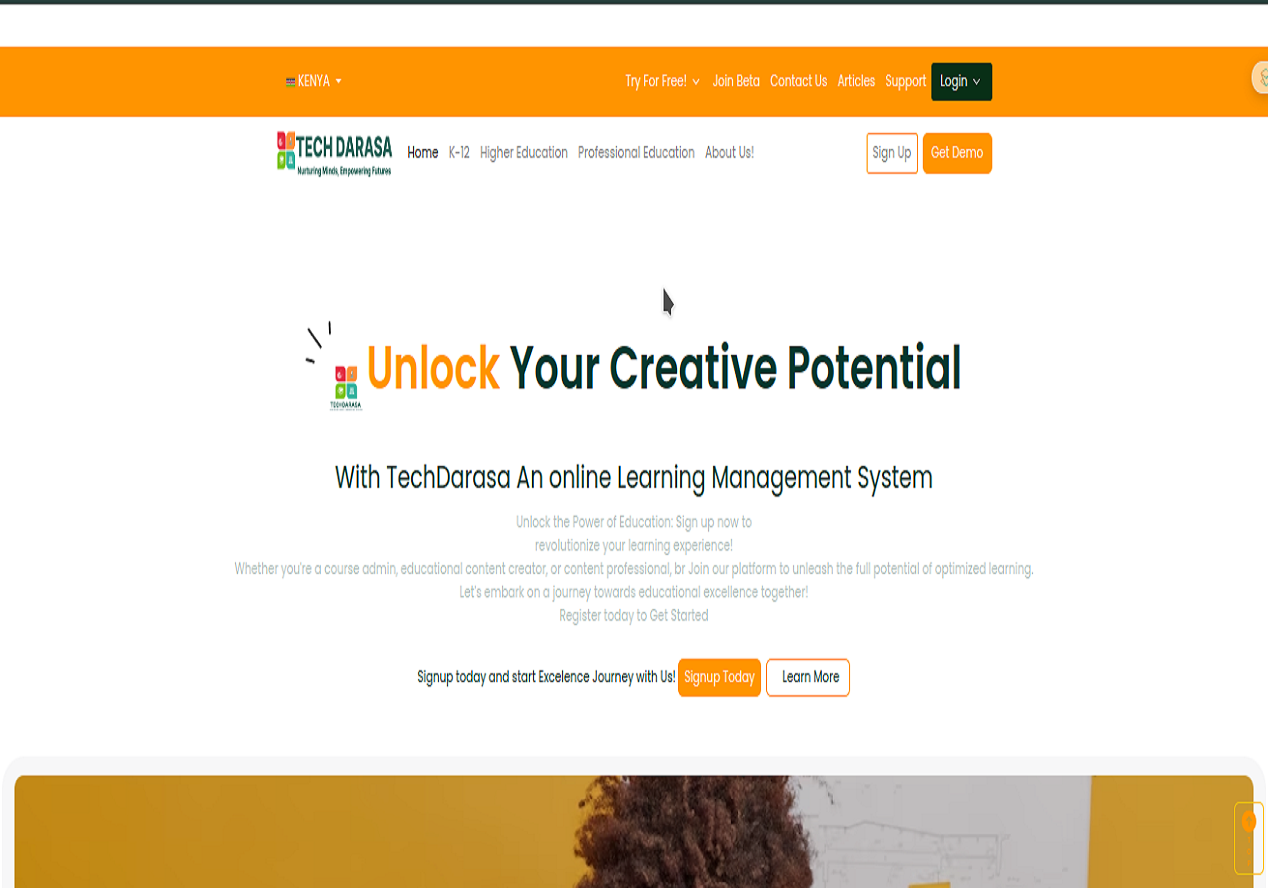 KENYA
Try For Free! Join Beta Contact Us Articles Support Login
TECH DARASA
Nurturing Minds, Empowering Futures
Home K-12 Higher Education Professional Education About Us!
Sign Up Get Demo
TECHDARASA
Unlock Your Creative Potential
With TechDarasa An online Learning Management System
Unlock the Power of Education: Sign up now to
revolutionize your learning experience!
Whether you're a course admin, educational content creator, or content professional, br Join our platform to unleash the full potential of optimized learning.
Let's embark on a journey towards educational excellence together!
Register today to Get Started
Signup today and start Excelence Journey with Us! Signup Today Learn More